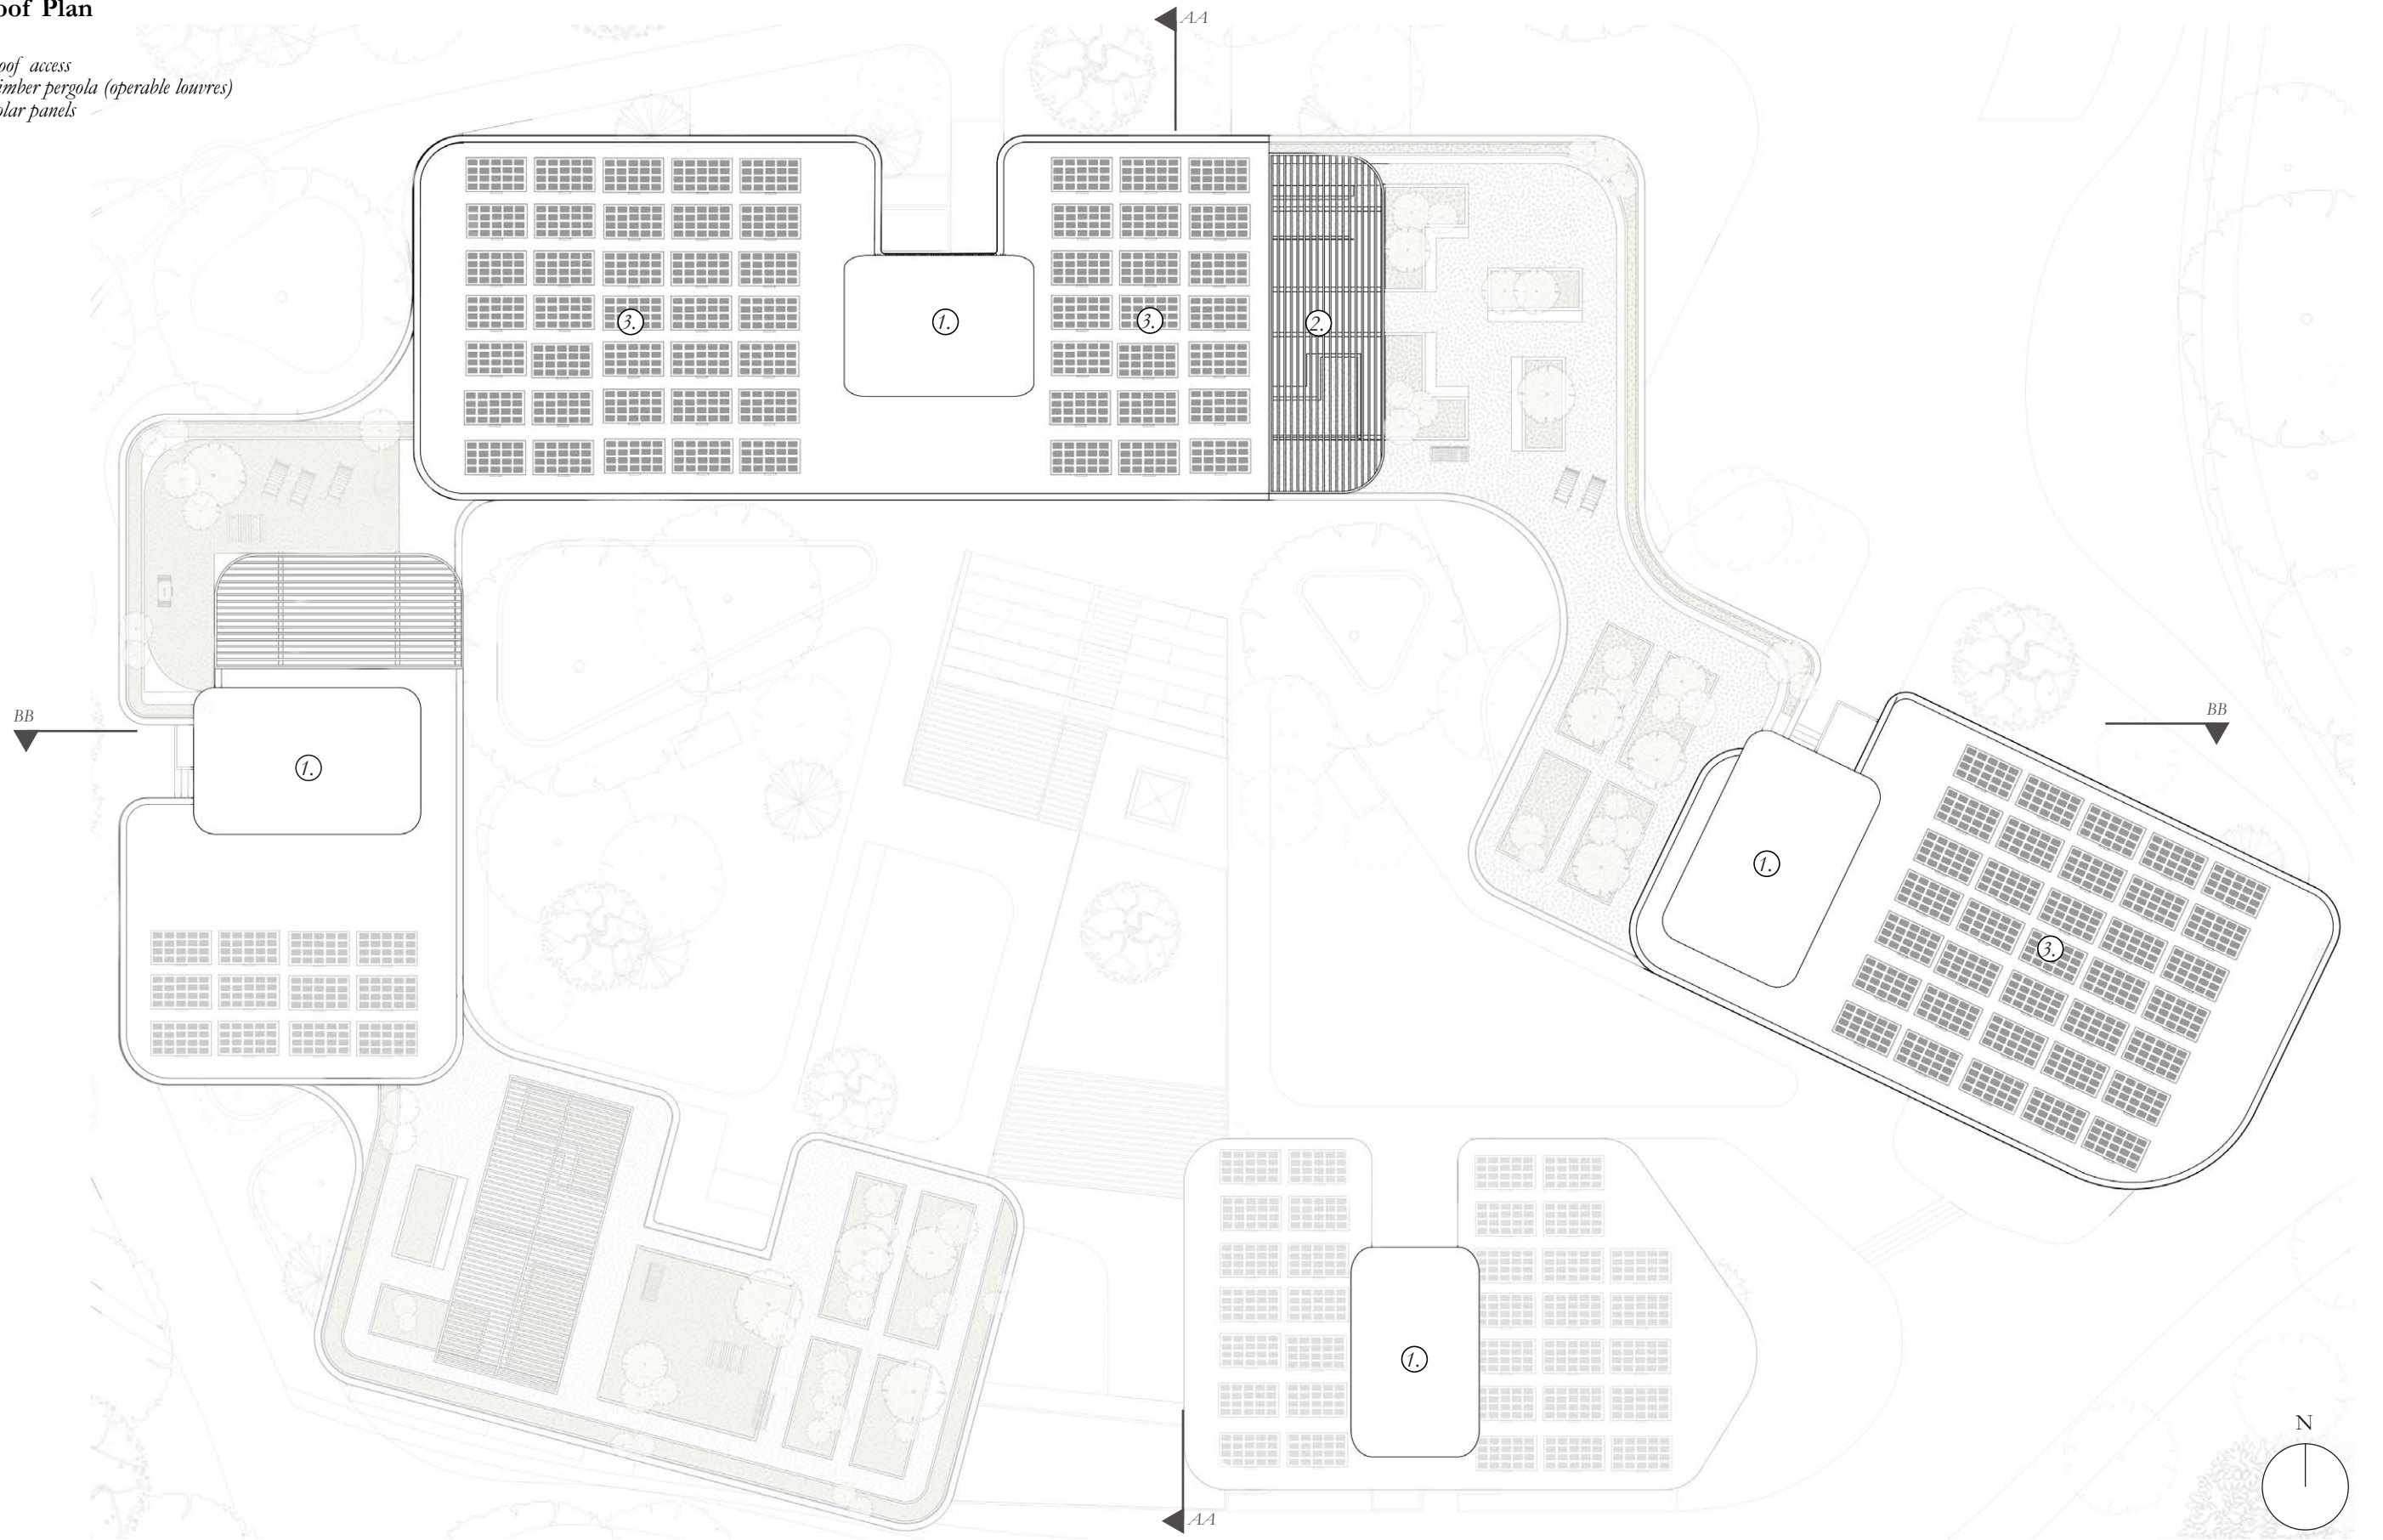 oof Plan
oof access
imber pergola (operable louvres)
olar panels
AA
3.
1.
3.
2.
BB
BB
1.
1.
3.
1.
N
AA